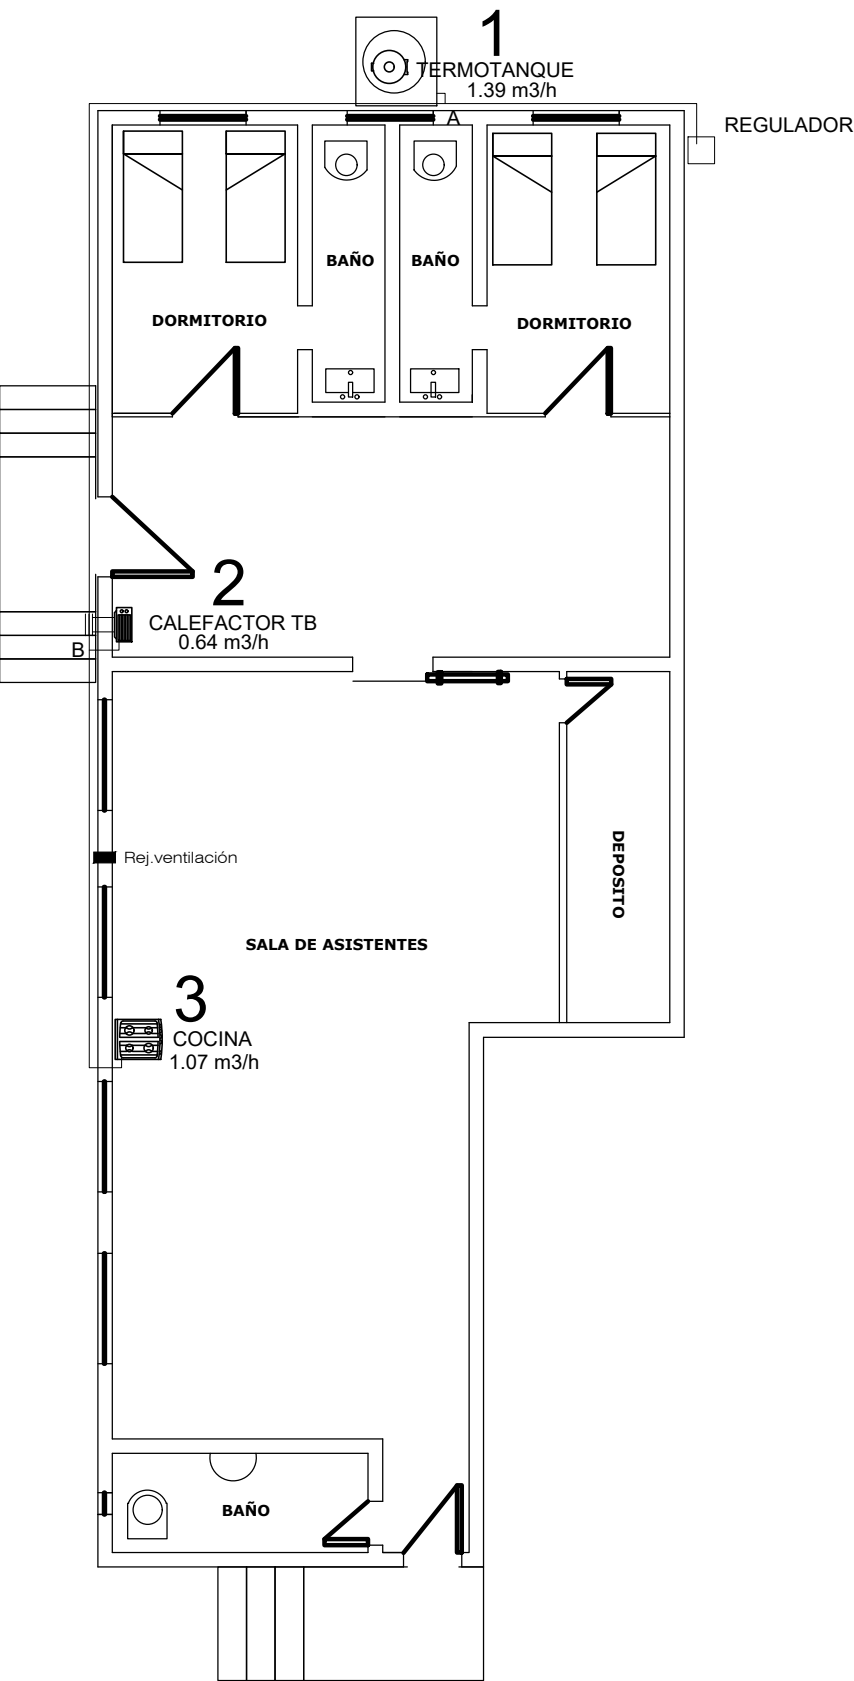 1
TERMOTANQUE
1.39 m3/h
A
REGULADOR
BAÑO
BAÑO
DORMITORIO
DORMITORIO
2
CALEFACTOR TB
0.64 m3/h
B
Rej.ventilación
DEPOSITO
SALA DE ASISTENTES
3
COCINA
1.07 m3/h
BAÑO